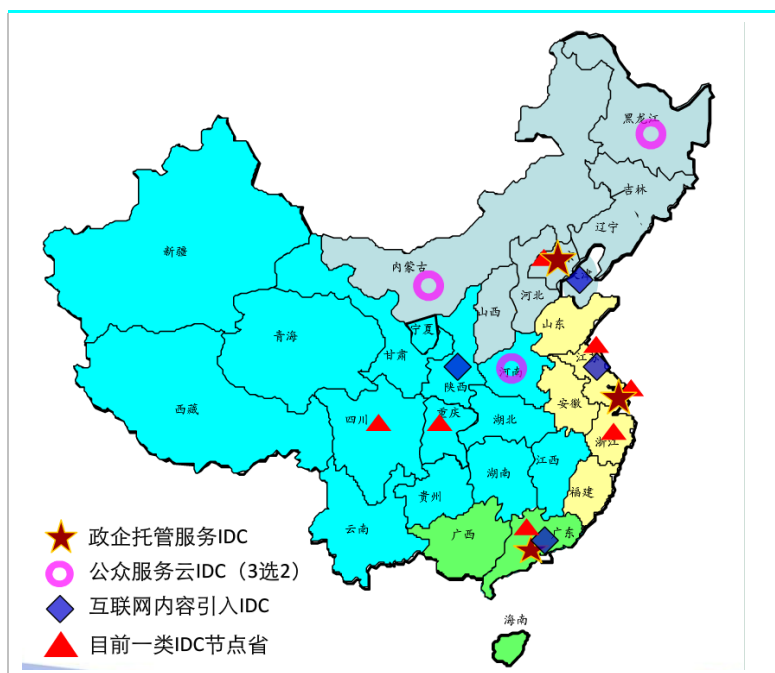 黑龙江
吉林
辽宁
新疆
内蒙古
河北
山西
山东
宁夏
青海
甘肃
陕西
河南
西藏
四川
重庆
湖北
安徽
浙江
江西
湖南
贵州
福建
云南
广西
广东
海南
政企托管服务IDC
公众服务云IDC（3选2）
互联网内容引入IDC
目前一类IDC节点省